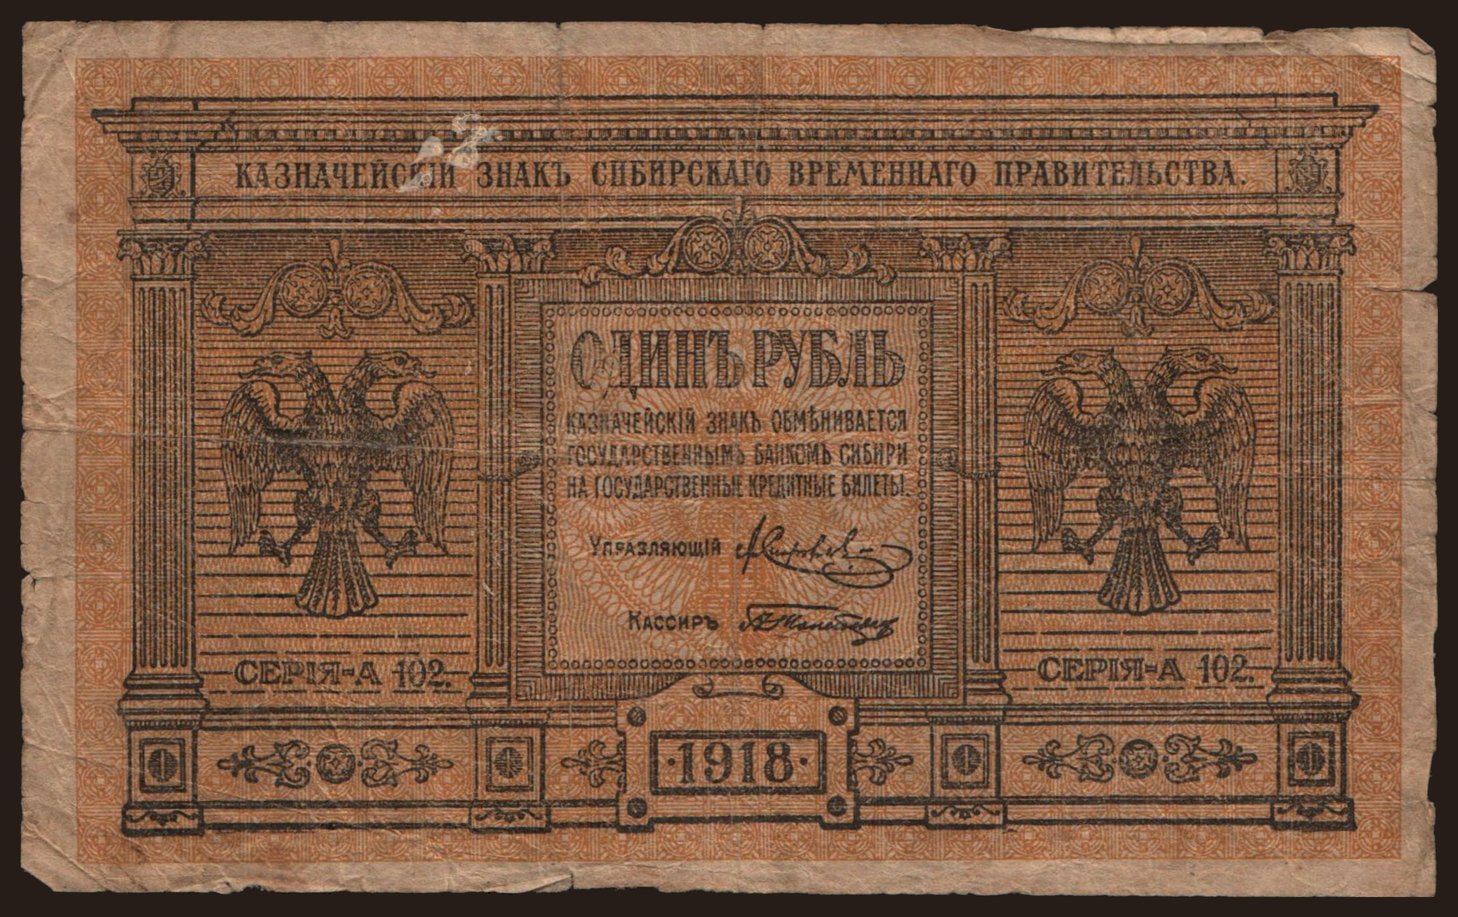 КАЗНАЧЕЙСКІЙ ЗНАКЪ СИБИРСКАГО ВРЕМЕННАГО ПРАВИТЕЛЬСТВА.
ОДИНЪ РУБЛЬ
КАЗНАЧЕЙСКІЙ ЗНАКЪ ОБМѢНИВАЕТСЯ
ГОСУДАРСТВЕННЫМЪ БАНКОМЪ СИБИРИ
НА ГОСУДАРСТВЕННЫЕ КРЕДИТНЫЕ БИЛЕТЫ.
УПРАВЛЯЮЩІЙ
КАССИРЪ
СЕРІЯ-А 102.
СЕРІЯ-А 102.
·1918·